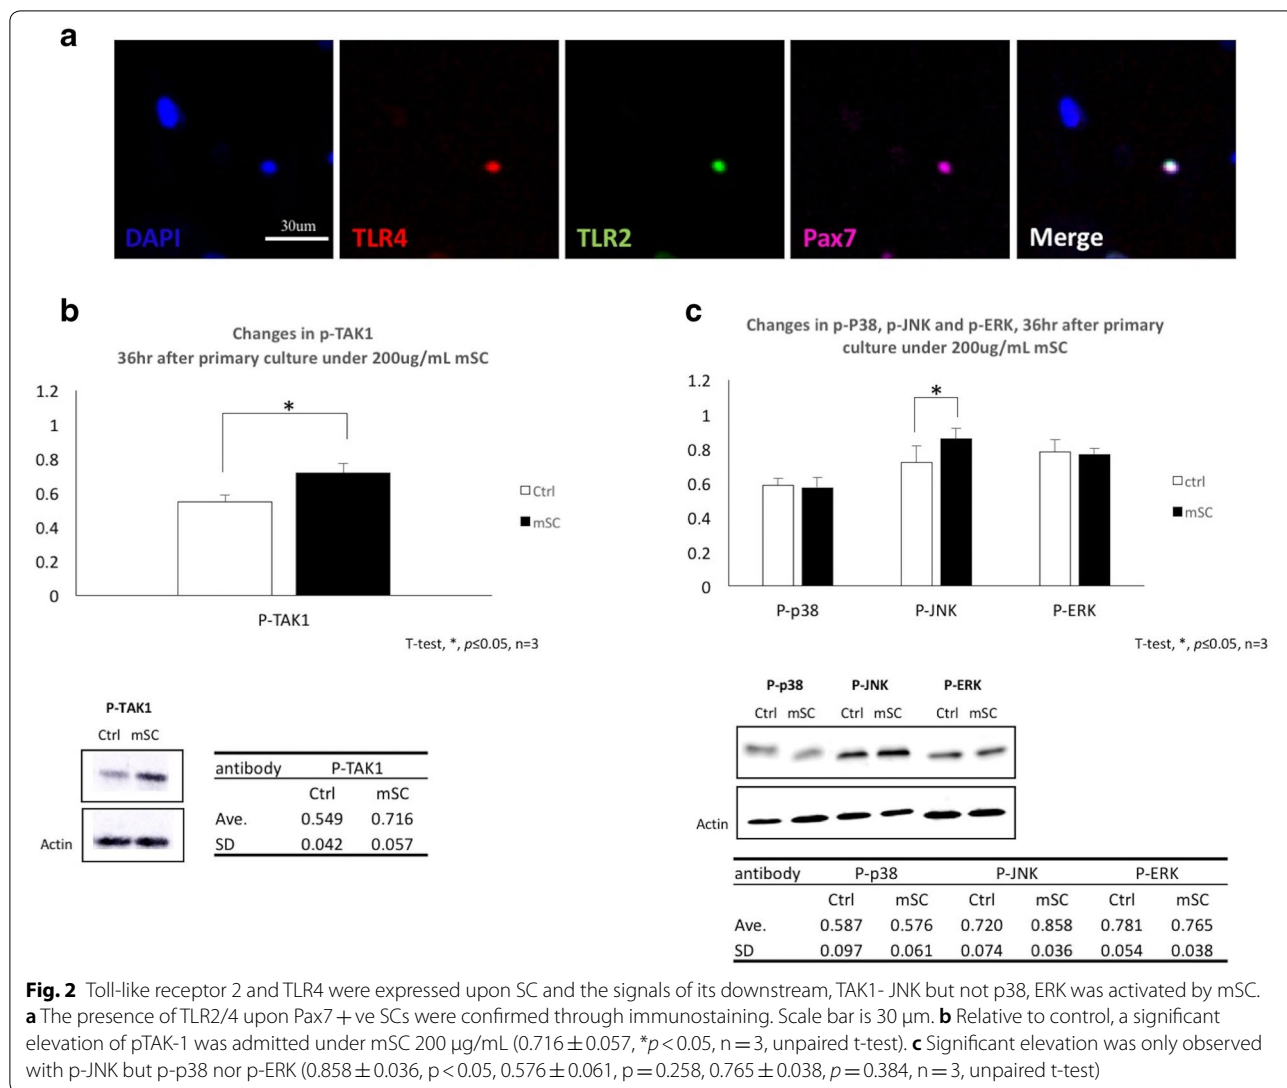 a
DAPI
30um
TLR4
TLR2
Pax7
Merge
b
Changes in p-TAK1
36hr after primary culture under 200ug/mL mSC
1.2
1
0.8
0.6
0.4
0.2
0
*
Ctrl
mSC
P-TAK1
T-test, *, p≤0.05, n=3
P-TAK1
Ctrl mSC
Actin
antibody P-TAK1
Ctrl mSC
Ave. 0.549 0.716
SD 0.042 0.057
c
Changes in p-P38, p-JNK and p-ERK, 36hr after primary
culture under 200ug/mL mSC
1.2
1
0.8
0.6
0.4
0.2
0
*
ctrl
mSC
P-p38 P-JNK P-ERK
T-test, *, p≤0.05, n=3
P-p38 P-JNK P-ERK
Ctrl mSC Ctrl mSC Ctrl mSC
Actin
antibody P-p38 P-JNK P-ERK
Ctrl mSC Ctrl mSC Ctrl mSC
Ave. 0.587 0.576 0.720 0.858 0.781 0.765
SD 0.097 0.061 0.074 0.036 0.054 0.038
Fig. 2 Toll-like receptor 2 and TLR4 were expressed upon SC and the signals of its downstream, TAK1- JNK but not p38, ERK was activated by mSC.
a The presence of TLR2/4 upon Pax7 + ve SCs were confirmed through immunostaining. Scale bar is 30 μm. b Relative to control, a significant
elevation of pTAK-1 was admitted under mSC 200 μg/mL (0.716 ± 0.057, *p < 0.05, n = 3, unpaired t-test). c Significant elevation was only observed
with p-JNK but p-p38 nor p-ERK (0.858 ± 0.036, p < 0.05, 0.576 ± 0.061, p = 0.258, 0.765 ± 0.038, p = 0.384, n = 3, unpaired t-test)